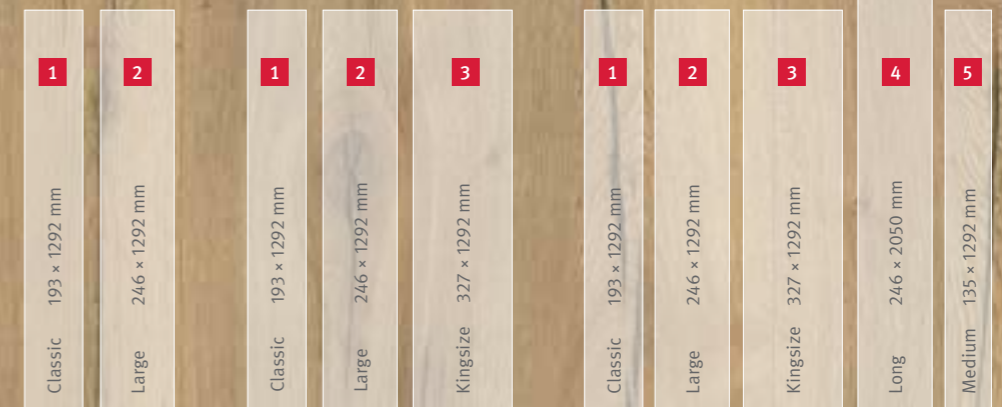 1
Classic 193 × 1292 mm
2
Large 246 × 1292 mm
1
Classic 193 × 1292 mm
2
Large 246 × 1292 mm
3
Kingsize 327 × 1292 mm
1
Classic 193 × 1292 mm
2
Large 246 × 1292 mm
3
Kingsize 327 × 1292 mm
4
Long 246 × 2050 mm
5
Medium 135 × 1292 mm